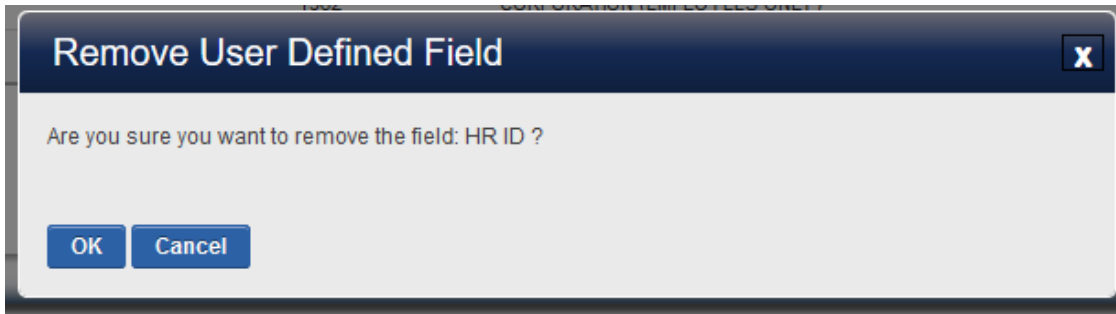 Remove User Defined Field
x
Are you sure you want to remove the field: HR ID ?
OK Cancel